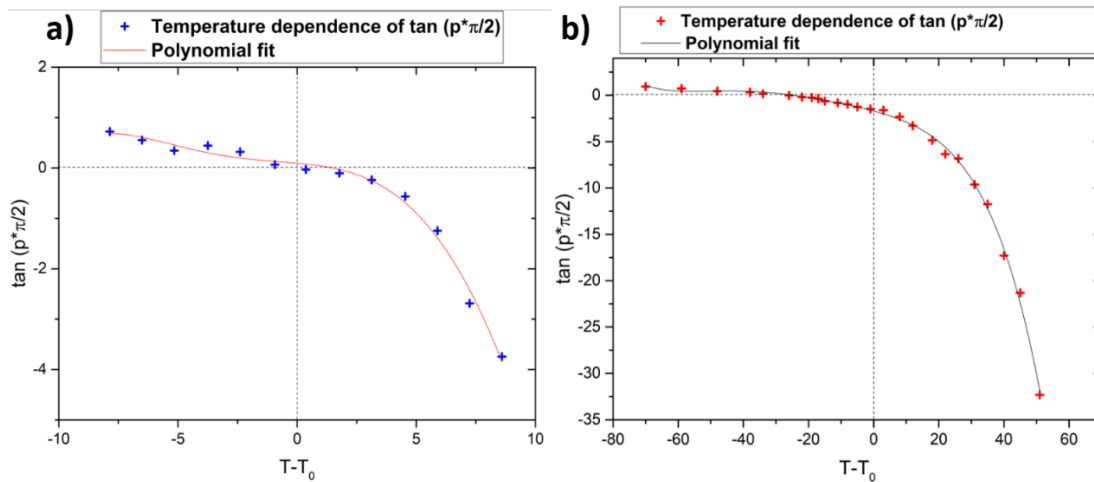 a)
Temperature dependence of tan (p*π/2)
Polynomial fit
2
0
-2
-4
tan (p*π/2)
-10
-5
0
5
10
T-T₀
b)
Temperature dependence of tan (p*π/2)
Polynomial fit
0
-5
-10
-15
-20
-25
-30
-35
tan (p*π/2)
-80
-60
-40
-20
0
20
40
60
T-T₀